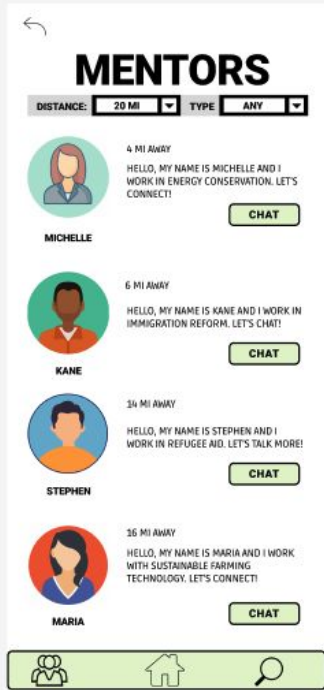 MENTORS
DISTANCE: 20 MI TYPE ANY
4 MI AWAY
HELLO, MY NAME IS MICHELLE AND I
WORK IN ENERGY CONSERVATION. LET'S
CONNECT!
CHAT
MICHELLE
6 MI AWAY
HELLO, MY NAME IS KANE AND I WORK IN
IMMIGRATION REFORM. LET'S CHAT!
CHAT
KANE
14 MI AWAY
HELLO, MY NAME IS STEPHEN AND I
WORK IN REFUGEE AID. LET'S TALK MORE!
CHAT
STEPHEN
16 MI AWAY
HELLO, MY NAME IS MARIA AND I WORK
WITH SUSTAINABLE FARMING
TECHNOLOGY. LET'S CONNECT!
CHAT
MARIA